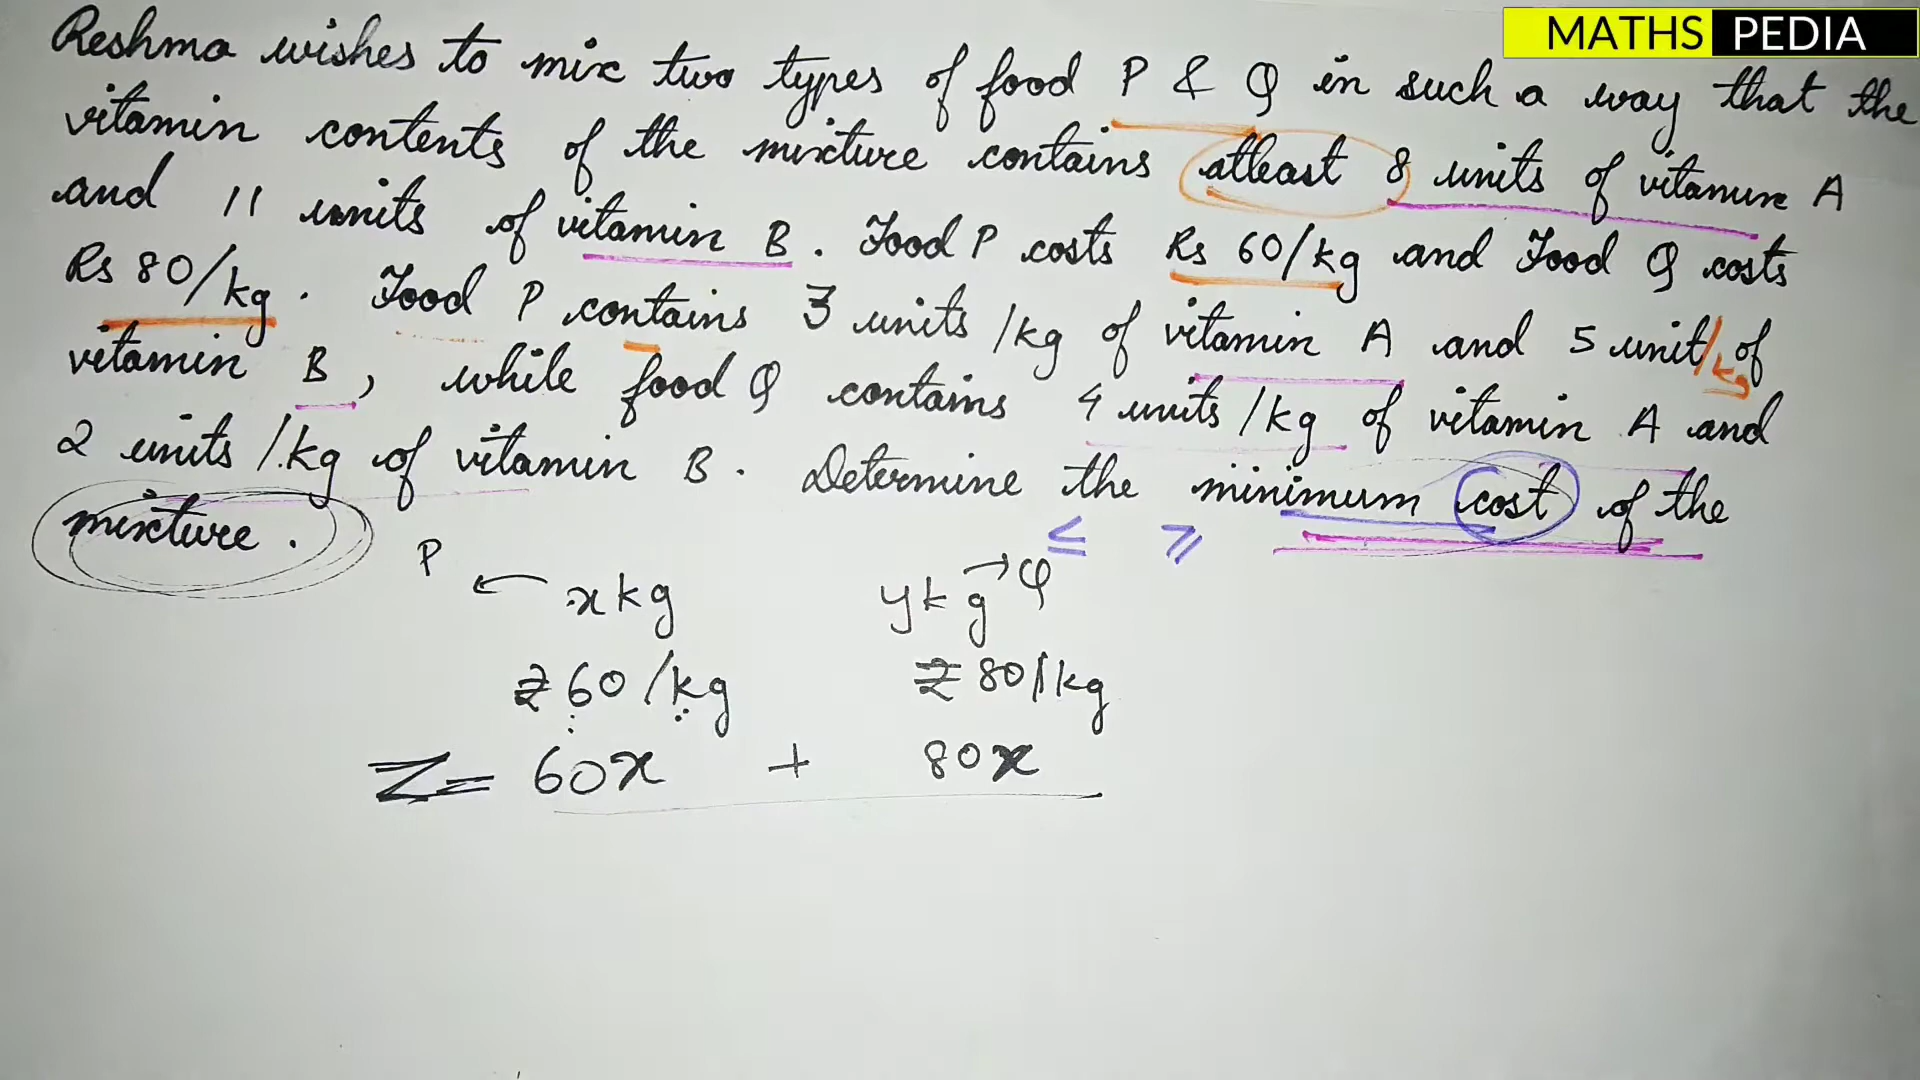 MATHS PEDIA
Reshma wishes to mix two types of food P & Q in such a way that the
vitamin contents of the mixture contains atleast 8 units of vitamin A
and 11 units of vitamin B. Food P costs Rs 60/kg and Food Q costs
Rs 80/kg. Food P contains 3 units/kg of vitamin A and 5 unit/kg of
vitamin B, while food Q contains 4 units/kg of vitamin A and
2 units/kg of vitamin B. Determine the minimum cost of the
mixture.
≤ ≥
P ← x kg y kg → Q
₹60/kg ₹80/kg
Z = 60x + 80x